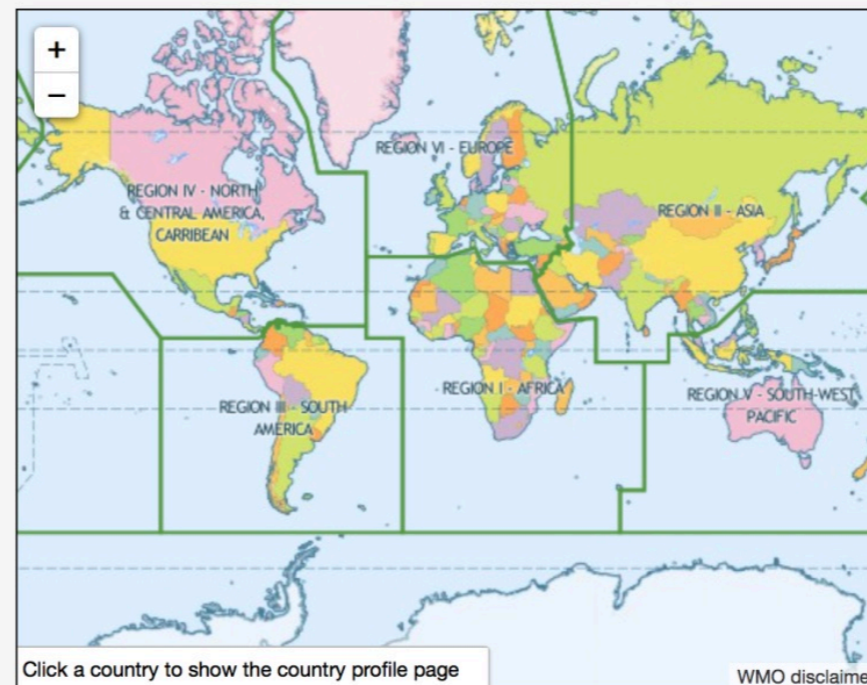 +
−
REGION VI - EUROPE
REGION IV - NORTH
& CENTRAL AMERICA,
CARRIBEAN
REGION II - ASIA
REGION I - AFRICA
REGION III - SOUTH
AMERICA
REGION V - SOUTH-WEST
PACIFIC
Click a country to show the country profile page
WMO disclaime